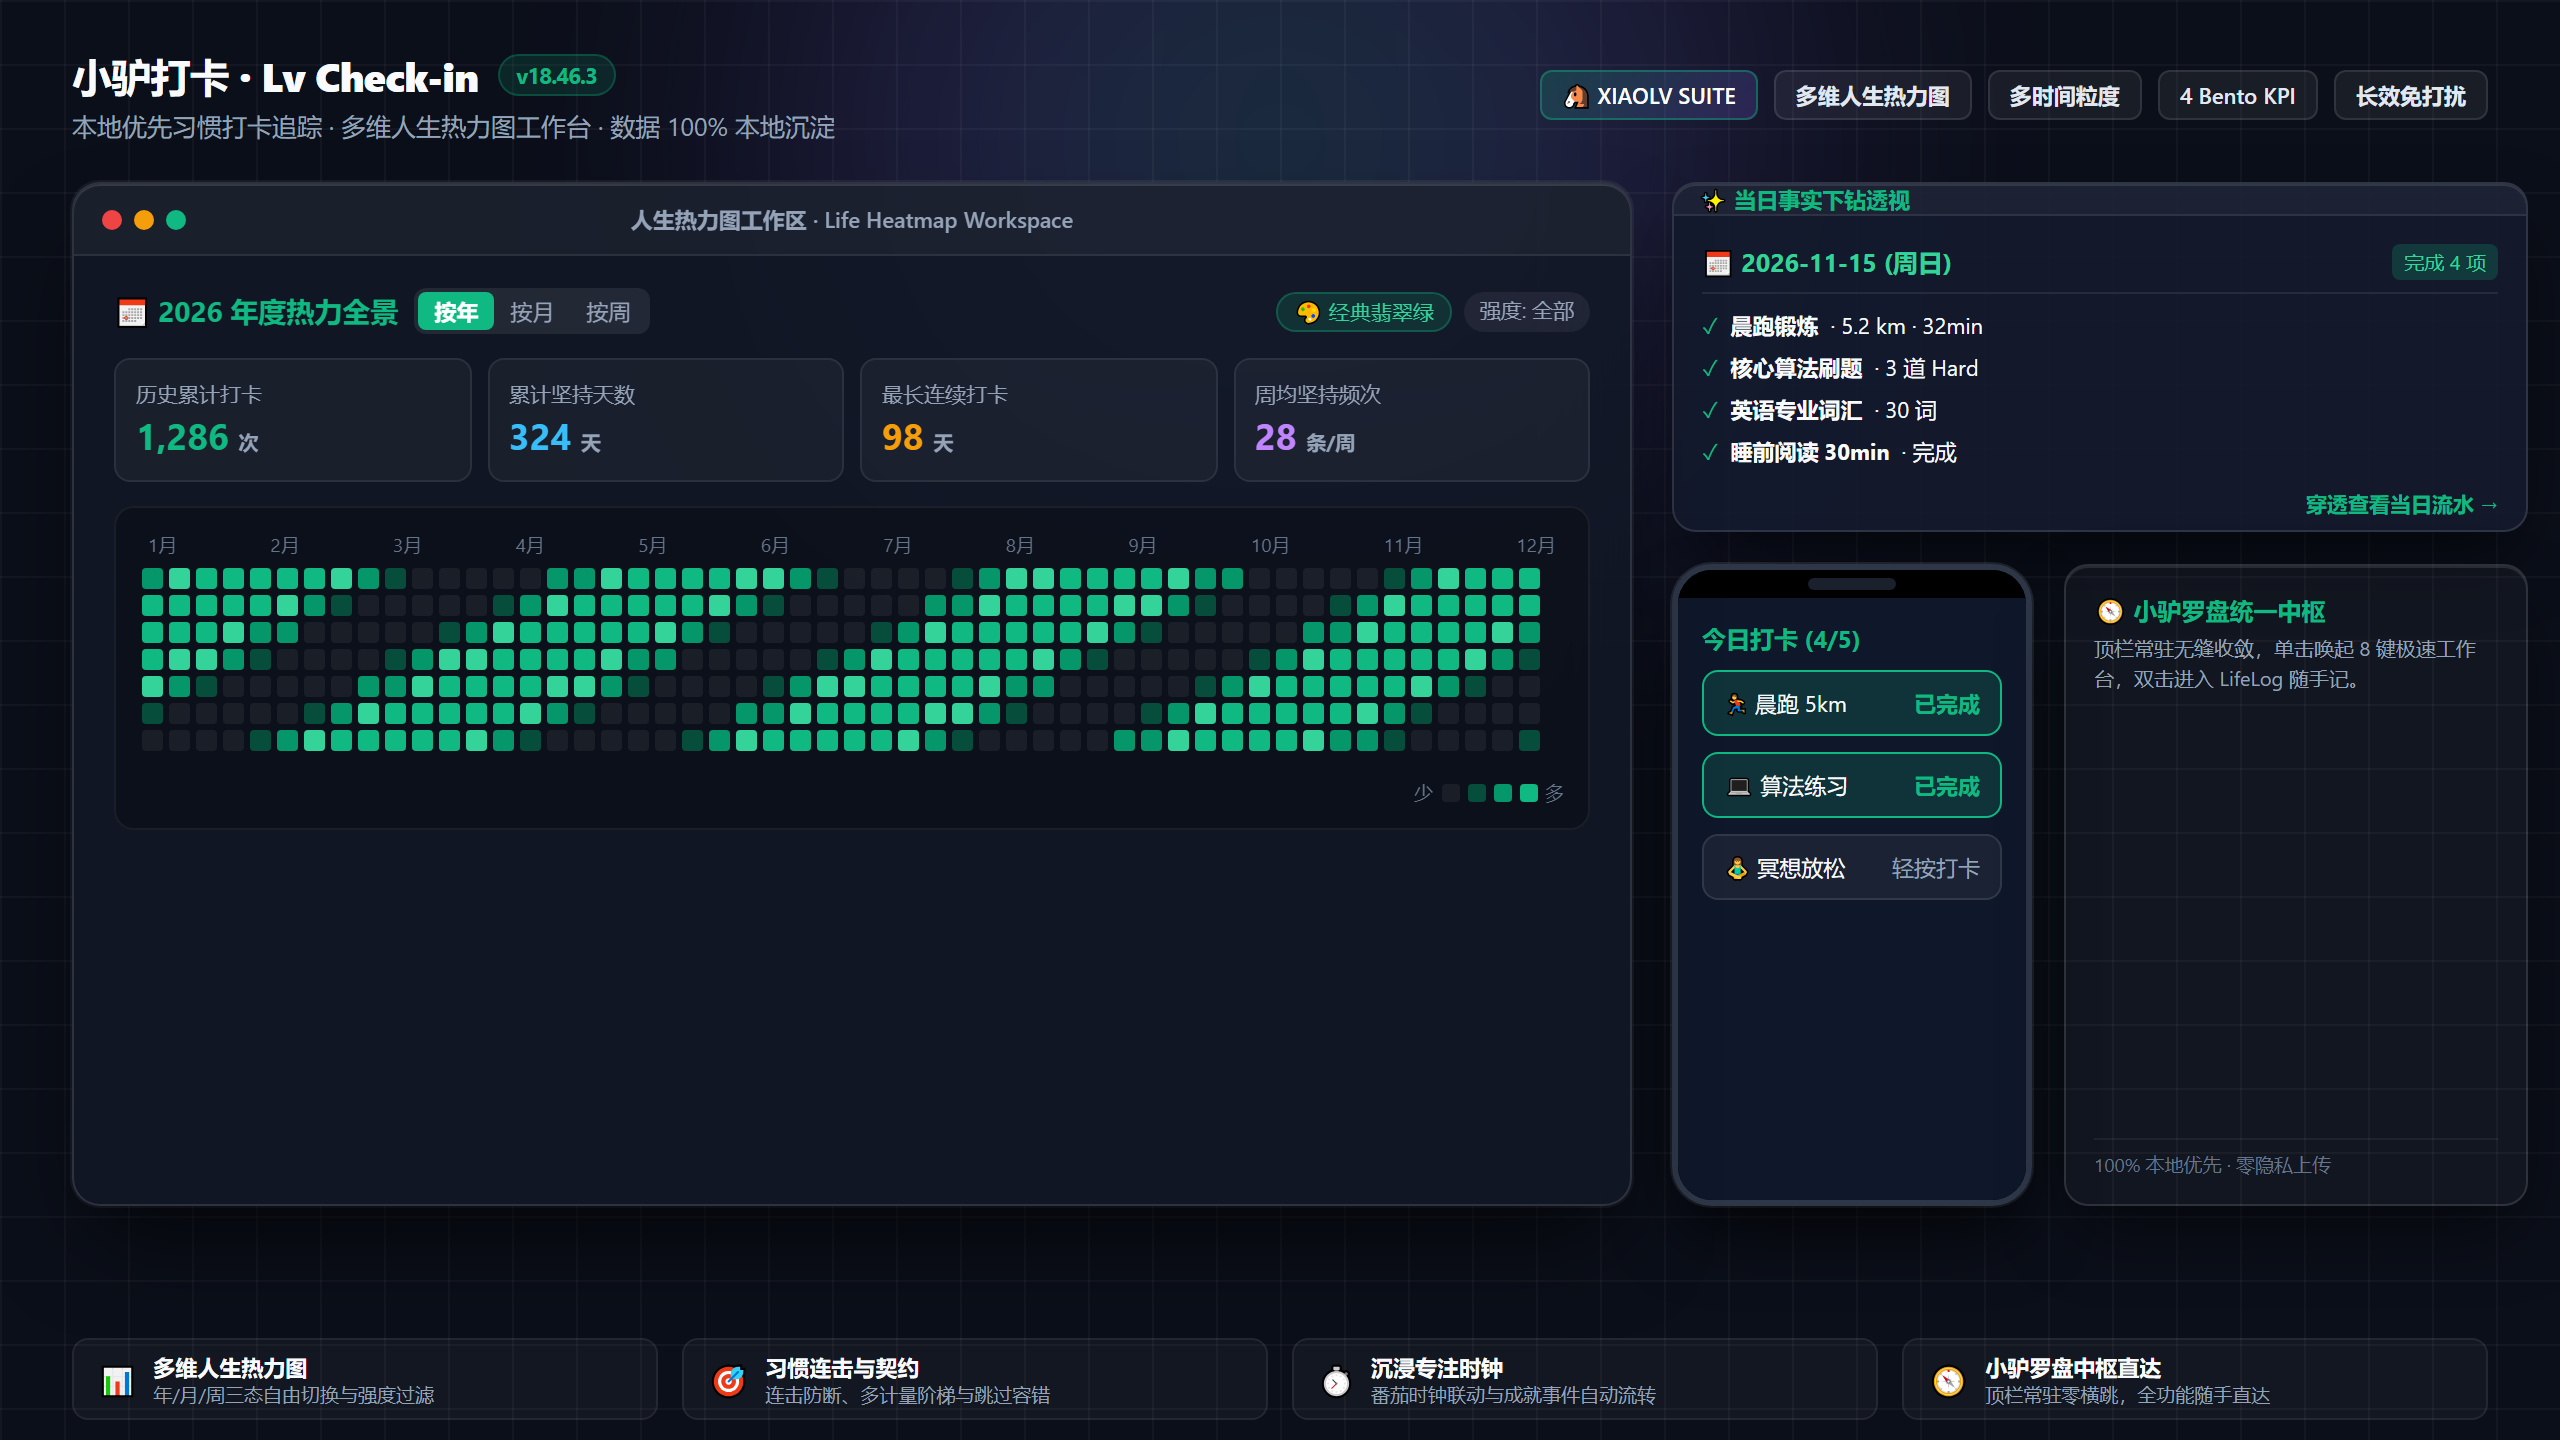 小驴打卡 · Lv Check-in
v18.46.3
本地优先习惯打卡追踪 · 多维人生热力图工作台 · 数据 100% 本地沉淀
XIAOLV SUITE
多维人生热力图
多时间粒度
4 Bento KPI
长效免打扰
人生热力图工作区 · Life Heatmap Workspace
2026 年度热力全景
按年
按月
按周
经典翡翠绿
强度: 全部
历史累计打卡
1,286 次
累计坚持天数
324 天
最长连续打卡
98 天
周均坚持频次
28 条/周
1月
2月
3月
4月
5月
6月
7月
8月
9月
10月
11月
12月
少
多
当日事实下钻透视
2026-11-15 (周日)
完成 4 项
✓ 晨跑锻炼 · 5.2 km · 32min
✓ 核心算法刷题 · 3 道 Hard
✓ 英语专业词汇 · 30 词
✓ 睡前阅读 30min · 完成
穿透查看当日流水 →
今日打卡 (4/5)
晨跑 5km
已完成
算法练习
已完成
冥想放松
轻按打卡
小驴罗盘统一中枢
顶栏常驻无缝收敛，单击唤起 8 键极速工作
台，双击进入 LifeLog 随手记。
100% 本地优先 · 零隐私上传
多维人生热力图
年/月/周三态自由切换与强度过滤
习惯连击与契约
连击防断、多计量阶梯与跳过容错
沉浸专注时钟
番茄时钟联动与成就事件自动流转
小驴罗盘中枢直达
顶栏常驻零横跳，全功能随手直达